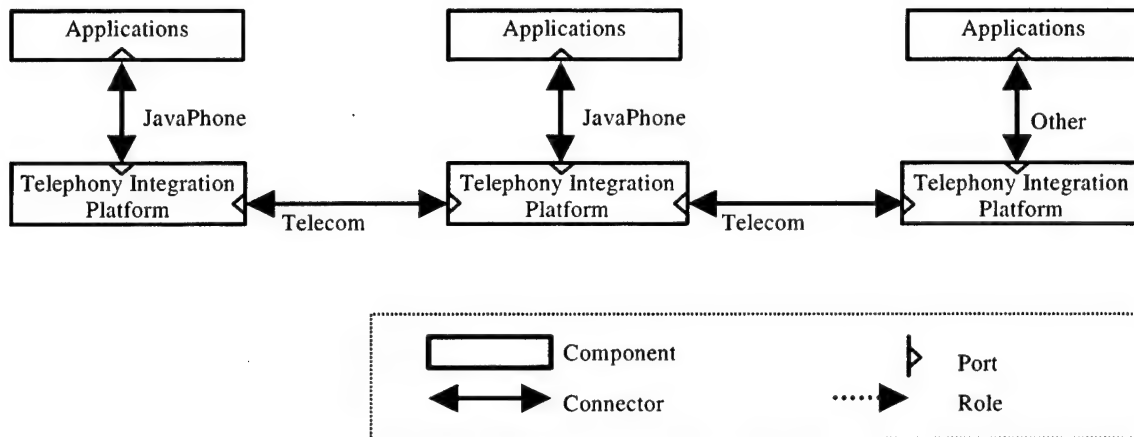 Applications
Applications
Applications
JavaPhone
JavaPhone
Other
Telephony Integration
Platform
Telephony Integration
Platform
Telephony Integration
Platform
Telecom
Telecom
Component
Port
Connector
Role